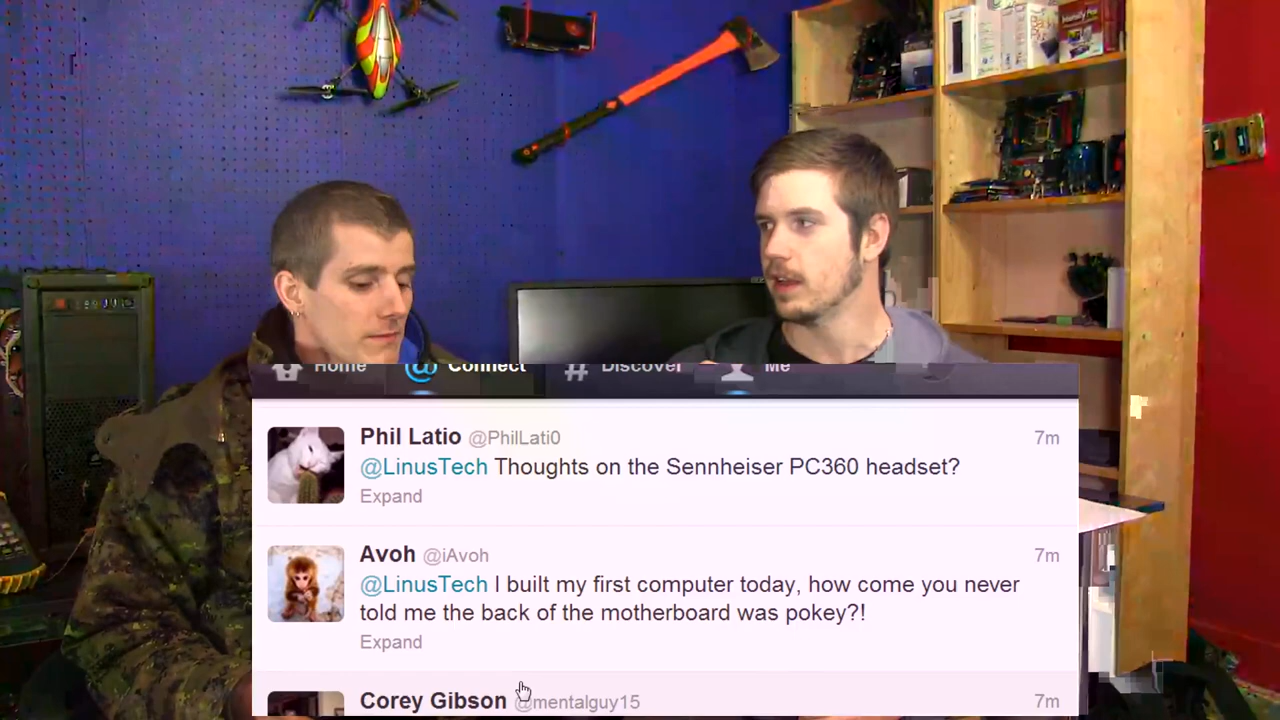 Home @ Connect # Discover Me
Phil Latio @PhilLati0 7m
@LinusTech Thoughts on the Sennheiser PC360 headset?
Expand
Avoh @iAvoh 7m
@LinusTech I built my first computer today, how come you never
told me the back of the motherboard was pokey?!
Expand
Corey Gibson @mentalguy15 7m